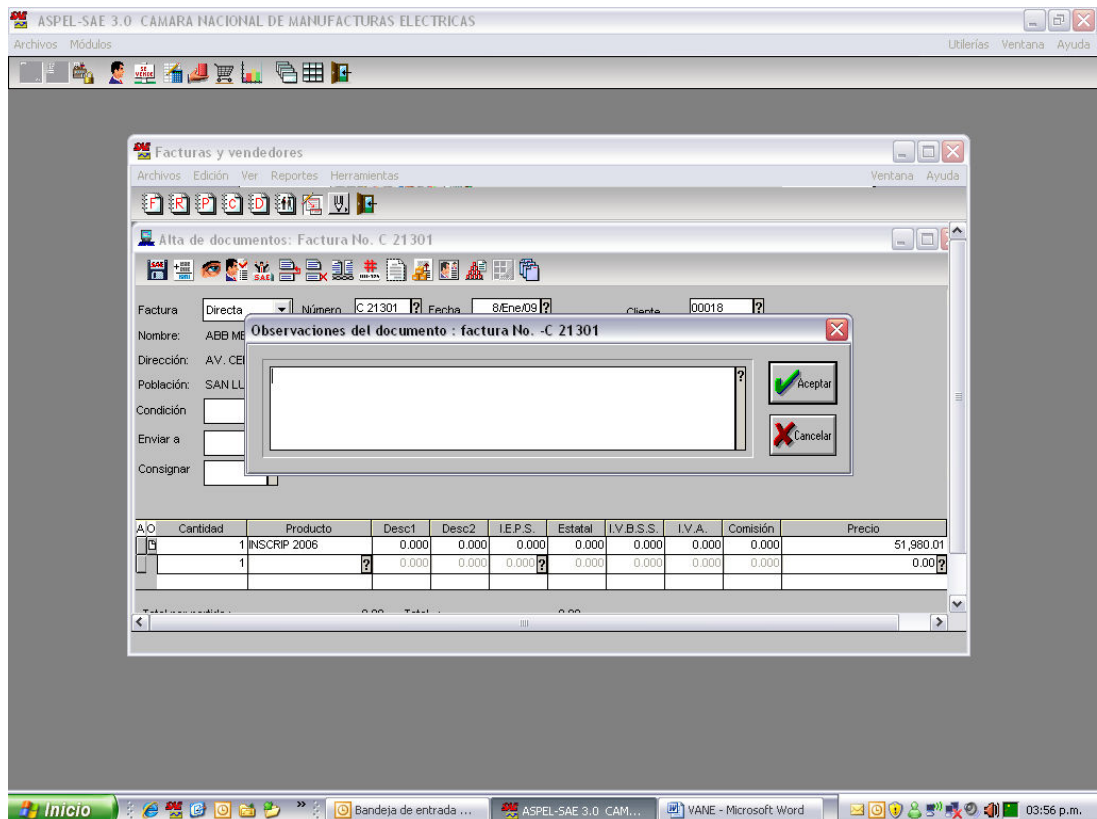 ASPEL-SAE 3.0 CAMARA NACIONAL DE MANUFACTURAS ELECTRICAS
Archivos Módulos Utilerías Ventana Ayuda
SE VENDE
Facturas y vendedores
Archivos Edición Ver Reportes Herramientas Ventana Ayuda
F R P C D
Alta de documentos: Factura No. C 21301
Factura Directa Número C 21301 ? Fecha 8/Ene/09 ? Cliente 00018 ?
Nombre: ABB
Observaciones del documento : factura No. -C 21301
Dirección: AV.
Población: SAN
? Aceptar
Condición
Enviar a
Cancelar
Consignar
A O Cantidad Producto Desc1 Desc2 I.E.P.S. Estatal I.V.B.S.S. I.V.A. Comisión Precio
1 INSCRIP 2006 0.000 0.000 0.000 0.000 0.000 0.000 0.000 51,980.01
1 ? 0.000 0.000 0.000 ? 0.000 0.000 0.000 0.000 0.00 ?
Inicio » Bandeja de entrada ... ASPEL-SAE 3.0 CAM... VANE - Microsoft Word 03:56 p.m.